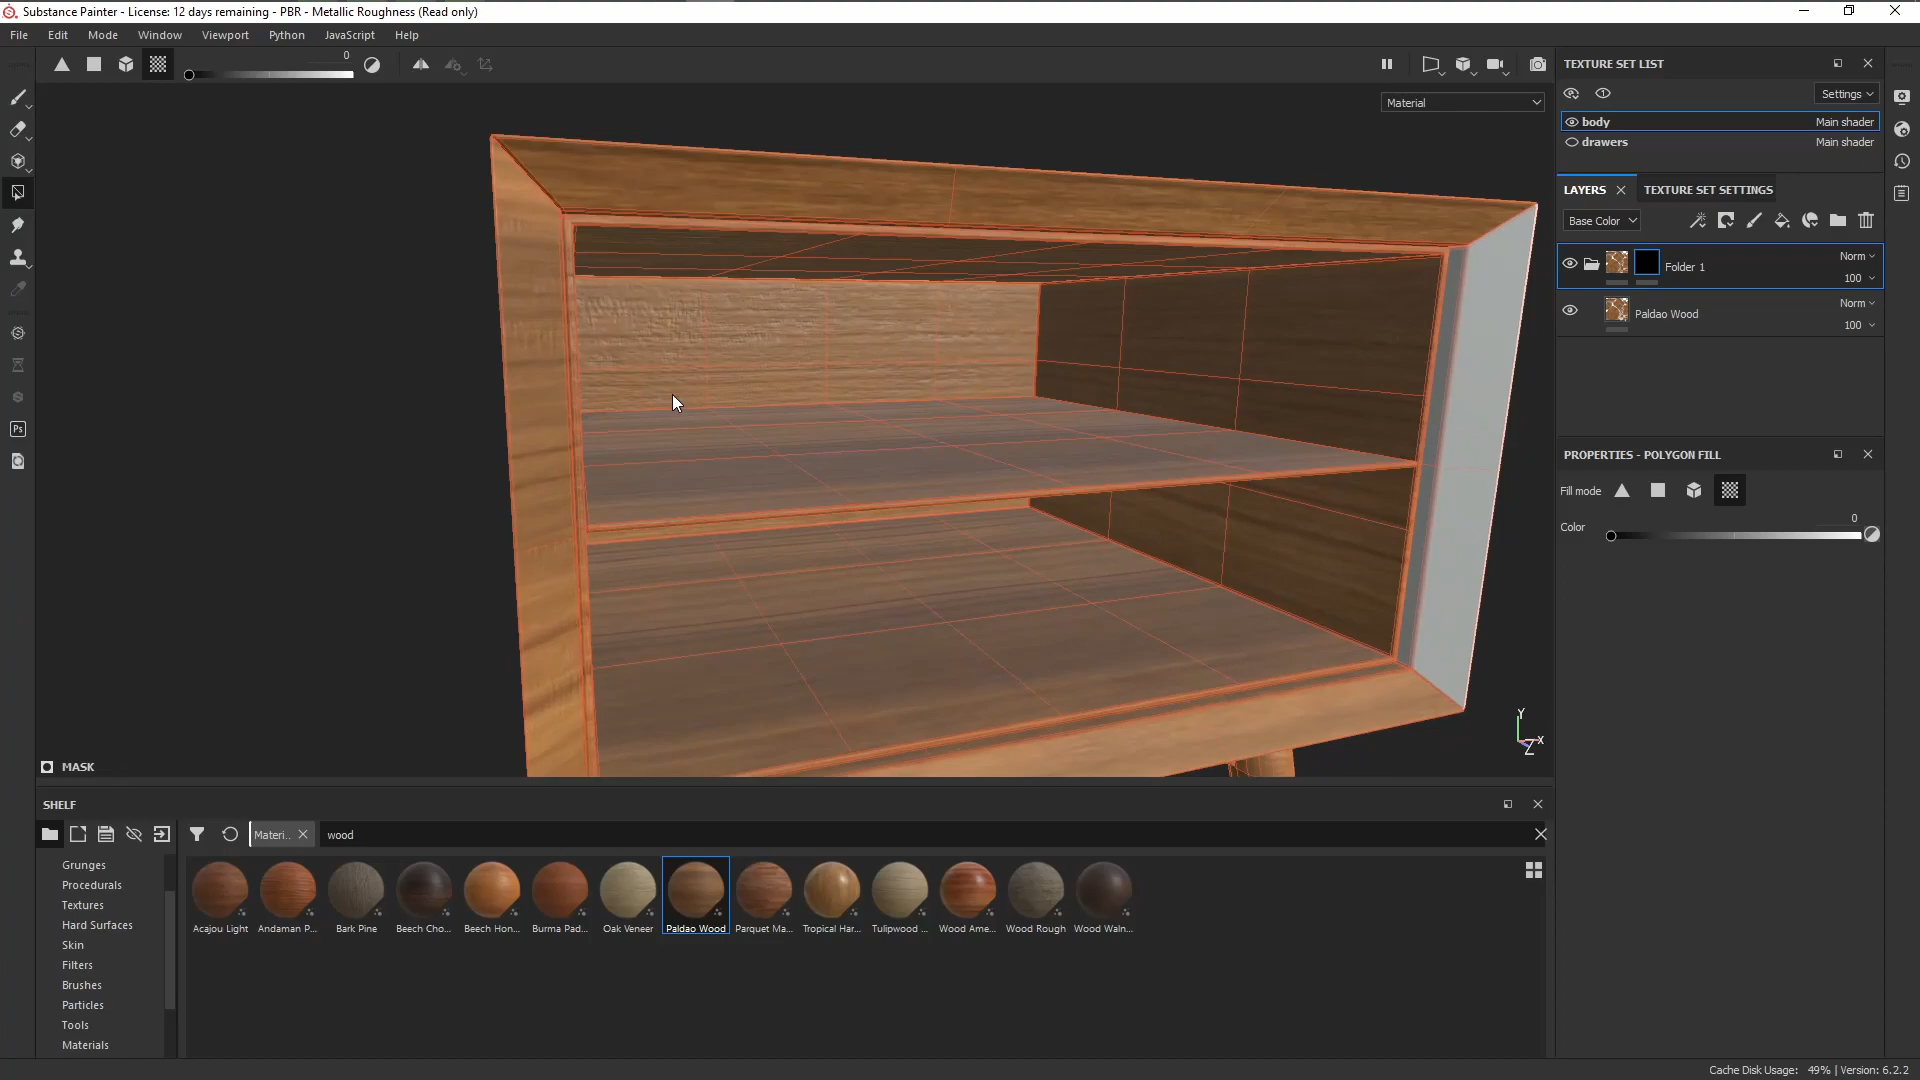 Substance Painter - License: 12 days remaining - PBR - Metallic Roughness (Read only)
File Edit Mode Window Viewport Python JavaScript Help
0
Material
TEXTURE SET LIST
Settings
body Main shader
drawers Main shader
LAYERS TEXTURE SET SETTINGS
Base Color
Folder 1 Norm
100
Paldao Wood Norm
100
PROPERTIES - POLYGON FILL
Fill mode
Color 0
Ps
Y
X
Z
MASK
SHELF
Materi... wood
Grunges
Procedurals
Textures
Hard Surfaces
Skin
Filters
Brushes
Particles
Tools
Materials
Acajou Light Andaman P... Bark Pine Beech Cho... Beech Hon... Burma Pad... Oak Veneer Paldao Wood Parquet Ma... Tropical Har... Tulipwood ... Wood Ame... Wood Rough Wood Waln...
Cache Disk Usage: 49% | Version: 6.2.2